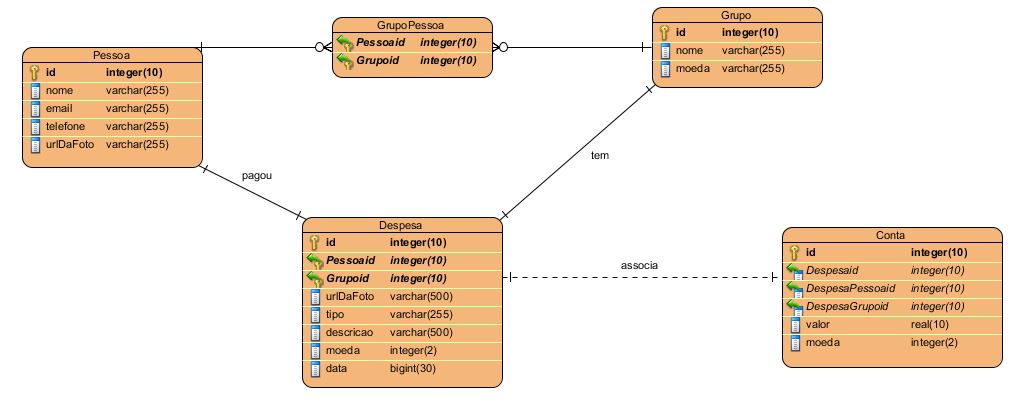 GrupoPessoa
Pessoaid integer(10)
Grupoid integer(10)
Grupo
id integer(10)
nome varchar(255)
moeda varchar(255)
Pessoa
id integer(10)
nome varchar(255)
email varchar(255)
telefone varchar(255)
urlDaFoto varchar(255)
pagou
tem
Despesa
id integer(10)
Pessoaid integer(10)
Grupoid integer(10)
urlDaFoto varchar(500)
tipo varchar(255)
descricao varchar(500)
moeda integer(2)
data bigint(30)
associa
Conta
id integer(10)
Despesaid integer(10)
DespesaPessoaid integer(10)
DespesaGrupoid integer(10)
valor real(10)
moeda integer(2)